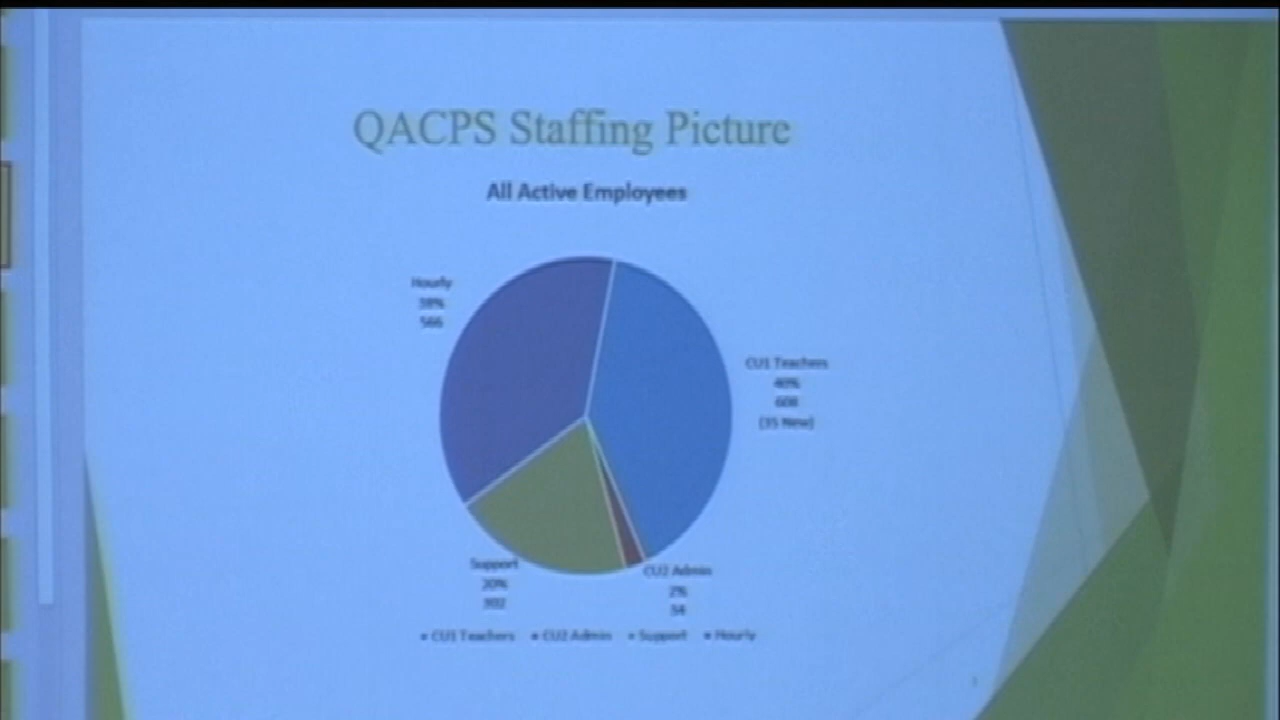 QACPS Staffing Picture
All Active Employees
Hourly
38%
566
CU1 Teachers
40%
608
(35 New)
Support
20%
302
CU2 Admin
2%
34
CU1 Teachers CU2 Admin Support Hourly